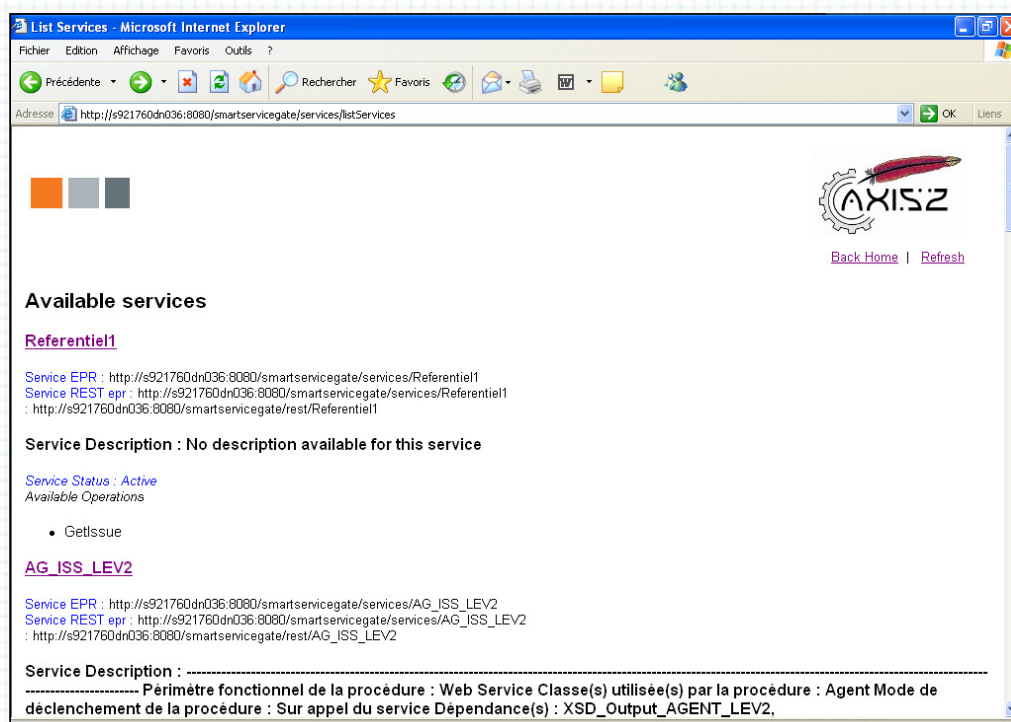 List Services - Microsoft Internet Explorer
Fichier Edition Affichage Favoris Outils ?
Précédente Rechercher Favoris
Adresse http://s921760dn036:8080/smartservicegate/services/listServices OK Liens
AXIS2
Back Home | Refresh
Available services
Referentiel1
Service EPR : http://s921760dn036:8080/smartservicegate/services/Referentiel1
Service REST epr : http://s921760dn036:8080/smartservicegate/services/Referentiel1
: http://s921760dn036:8080/smartservicegate/rest/Referentiel1
Service Description : No description available for this service
Service Status : Active
Available Operations
• GetIssue
AG_ISS_LEV2
Service EPR : http://s921760dn036:8080/smartservicegate/services/AG_ISS_LEV2
Service REST epr : http://s921760dn036:8080/smartservicegate/services/AG_ISS_LEV2
: http://s921760dn036:8080/smartservicegate/rest/AG_ISS_LEV2
Service Description : ----------------------------------------------------------------------------------------------------------------------------------
----------------------- Périmètre fonctionnel de la procédure : Web Service Classe(s) utilisée(s) par la procédure : Agent Mode de
déclenchement de la procédure : Sur appel du service Dépendance(s) : XSD_Output_AGENT_LEV2,